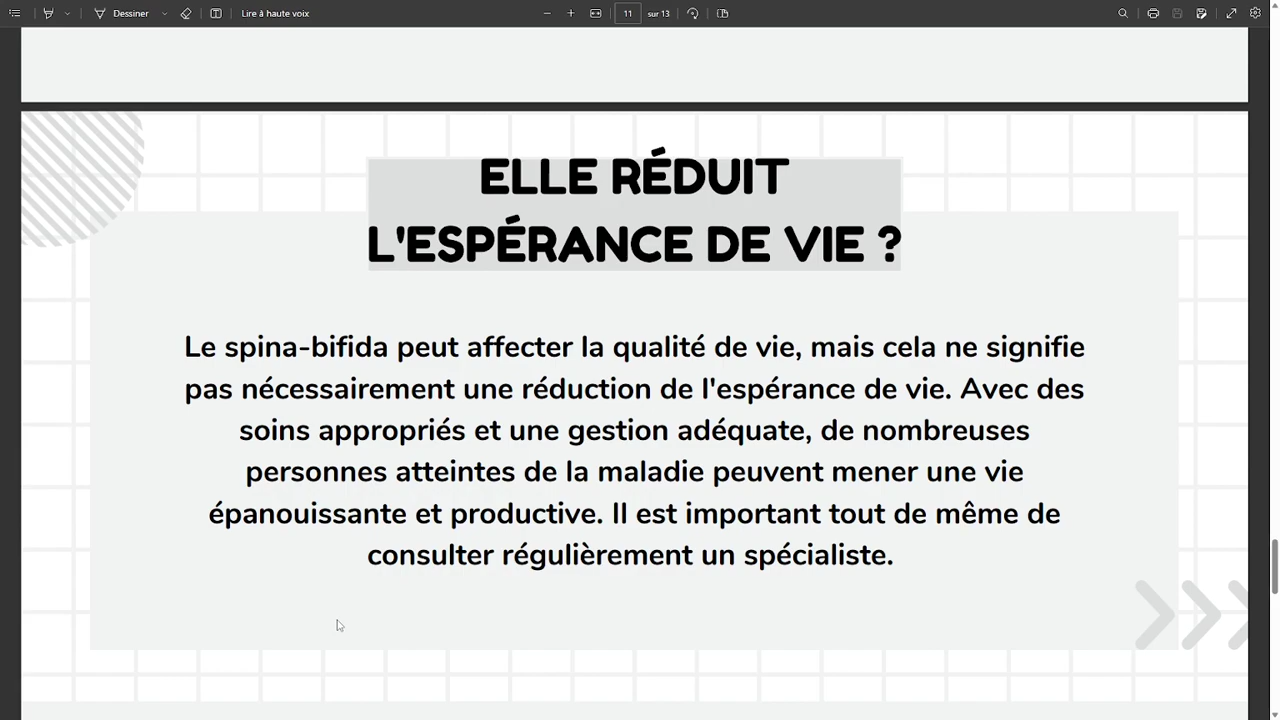 Dessiner
Lire à haute voix
11
sur 13
ELLE RÉDUIT
L'ESPÉRANCE DE VIE ?
Le spina-bifida peut affecter la qualité de vie, mais cela ne signifie
pas nécessairement une réduction de l'espérance de vie. Avec des
soins appropriés et une gestion adéquate, de nombreuses
personnes atteintes de la maladie peuvent mener une vie
épanouissante et productive. Il est important tout de même de
consulter régulièrement un spécialiste.